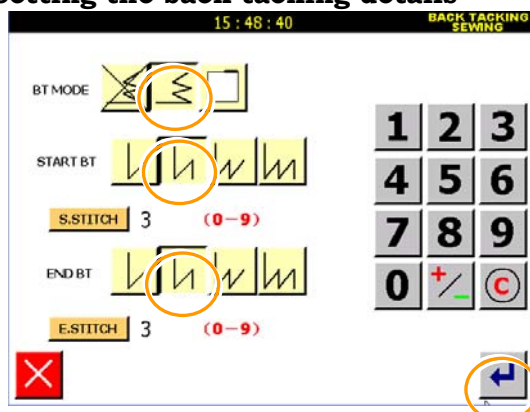 Setting the back tacking details
15:48:40
BACK TACKING
SEWING
BT MODE
START BT
S.STITCH 3 (0-9)
END BT
E.STITCH 3 (0-9)
1 2 3
4 5 6
7 8 9
0 +/- C